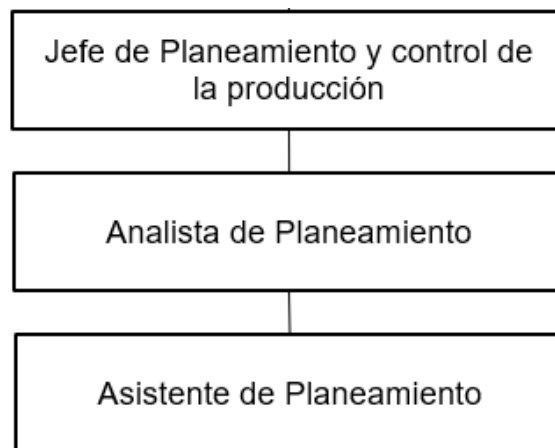 Jefe de Planeamiento y control de
la producción
Analista de Planeamiento
Asistente de Planeamiento